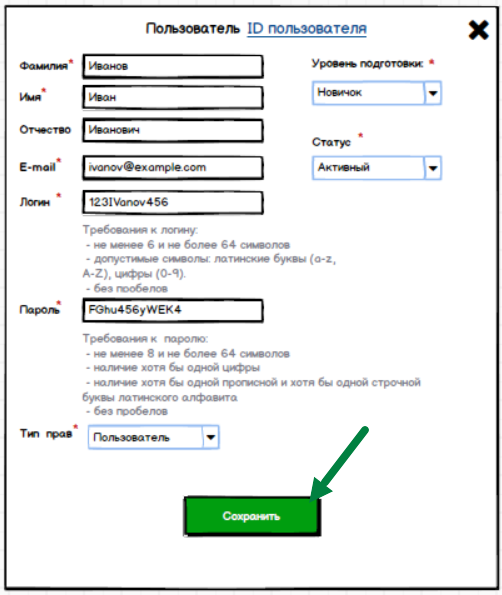 Пользователь ID пользователя
Фамилия* Иванов
Уровень подготовки: *
Имя* Иван
Новичок
Отчество Иванович
Статус *
E-mail* ivanov@example.com
Активный
Логин * 123IVanov456
Требования к логину:
- не менее 6 и не более 64 символов
- допустимые символы: латинские буквы (a-z,
A-Z), цифры (0-9).
- без пробелов
Пароль* FGhu456yWEK4
Требования к паролю:
- не менее 8 и не более 64 символов
- наличие хотя бы одной цифры
- наличие хотя бы одной прописной и хотя бы одной строчной
буквы латинского алфавита
- без пробелов
Тип прав* Пользователь
Сохранить